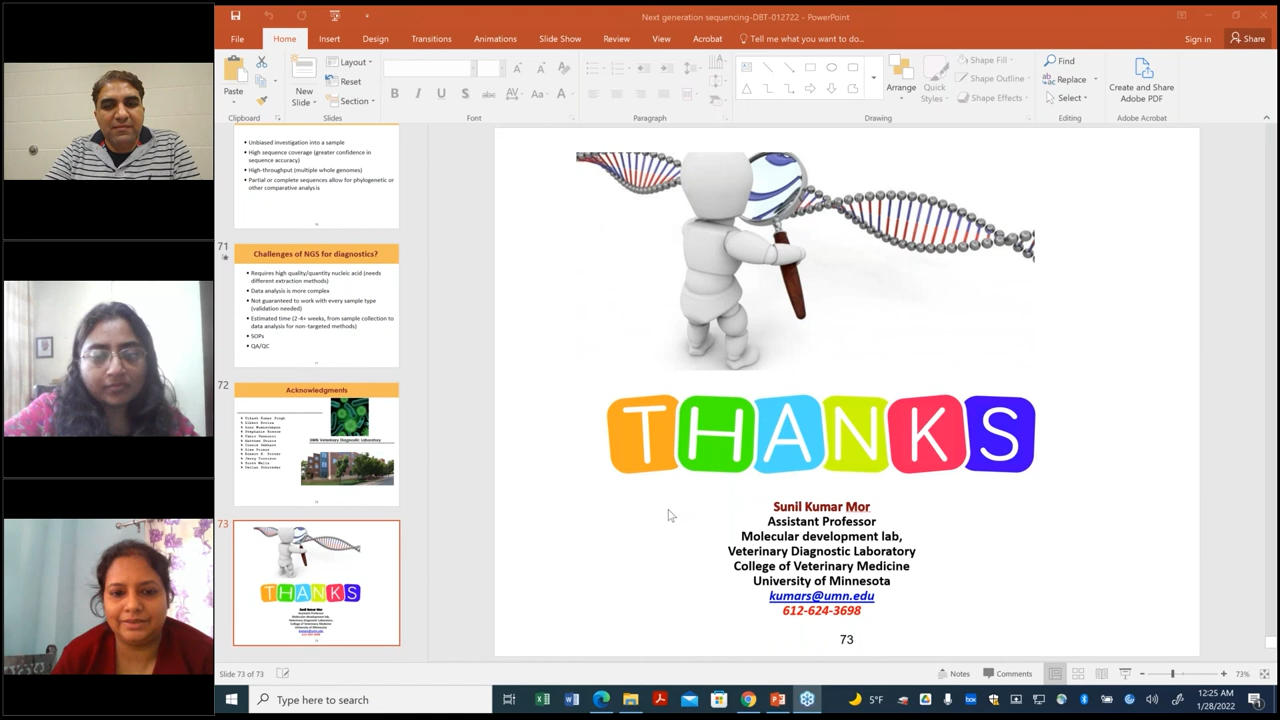 Next generation sequencing-DBT-012722 - PowerPoint
File
Home
Insert
Design
Transitions
Animations
Slide Show
Review
View
Acrobat
Tell me what you want to do...
Sign in
Share
Paste
Clipboard
New
Slide
Layout
Reset
Section
Slides
B
I
U
S
abc
AV
Aa
A
Font
Paragraph
Arrange
Quick
Styles
Shape Fill
Shape Outline
Shape Effects
Drawing
Find
Replace
Select
Editing
Create and Share
Adobe PDF
Adobe Acrobat
• Unbiased investigation into a sample
• High sequence coverage (greater confidence in
sequence accuracy)
• High-throughput (multiple whole genomes)
• Partial or complete sequences allow for phylogenetic or
other comparative analysis
71
Challenges of NGS for diagnostics?
• Requires high quality/quantity nucleic acid (needs
different extraction methods)
• Data analysis is more complex
• Not guaranteed to work with every sample type
(validation needed)
• Estimated time (2-4+ weeks, from sample collection to
data analysis for non-targeted methods)
• SOPs
• QA/QC
72
Acknowledgments
UMN Veterinary Diagnostic Laboratory
73
THANKS
THANKS
Sunil Kumar Mor
Assistant Professor
Molecular development lab,
Veterinary Diagnostic Laboratory
College of Veterinary Medicine
University of Minnesota
kumars@umn.edu
612-624-3698
73
Slide 73 of 73
Notes
Comments
73%
Type here to search
5°F
12:25 AM
1/28/2022